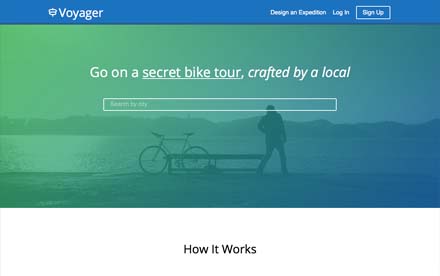 Voyager
Design an Expedition Log In Sign Up
Go on a secret bike tour, crafted by a local
Search by city
How It Works